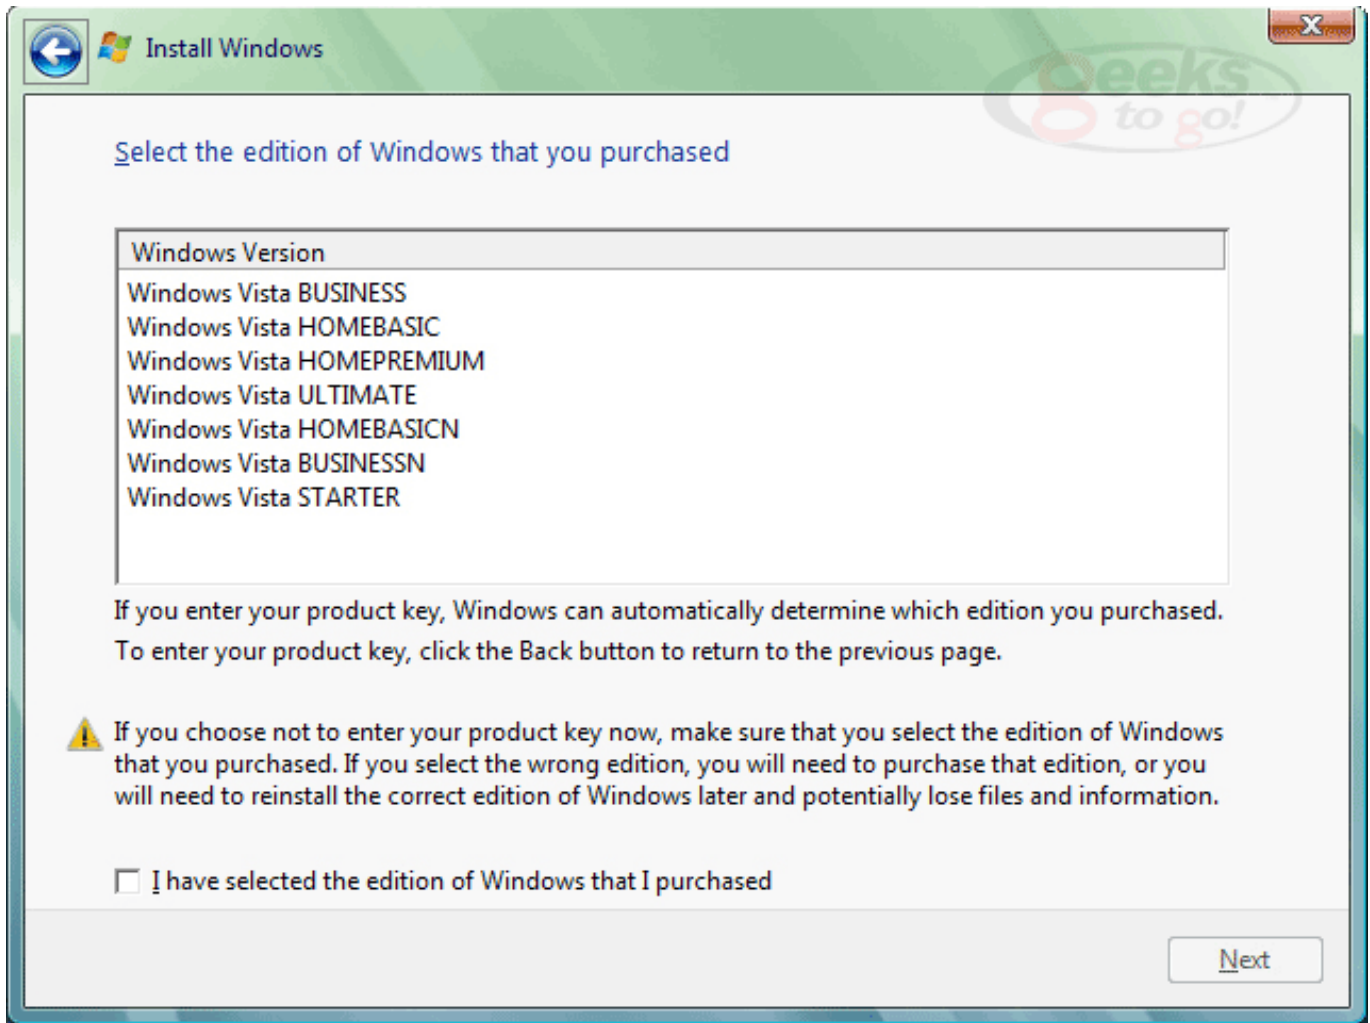 Install Windows
geeks
to go!
Select the edition of Windows that you purchased
Windows Version
Windows Vista BUSINESS
Windows Vista HOMEBASIC
Windows Vista HOMEPREMIUM
Windows Vista ULTIMATE
Windows Vista HOMEBASICN
Windows Vista BUSINESSN
Windows Vista STARTER
If you enter your product key, Windows can automatically determine which edition you purchased.
To enter your product key, click the Back button to return to the previous page.
If you choose not to enter your product key now, make sure that you select the edition of Windows
that you purchased. If you select the wrong edition, you will need to purchase that edition, or you
will need to reinstall the correct edition of Windows later and potentially lose files and information.
I have selected the edition of Windows that I purchased
Next